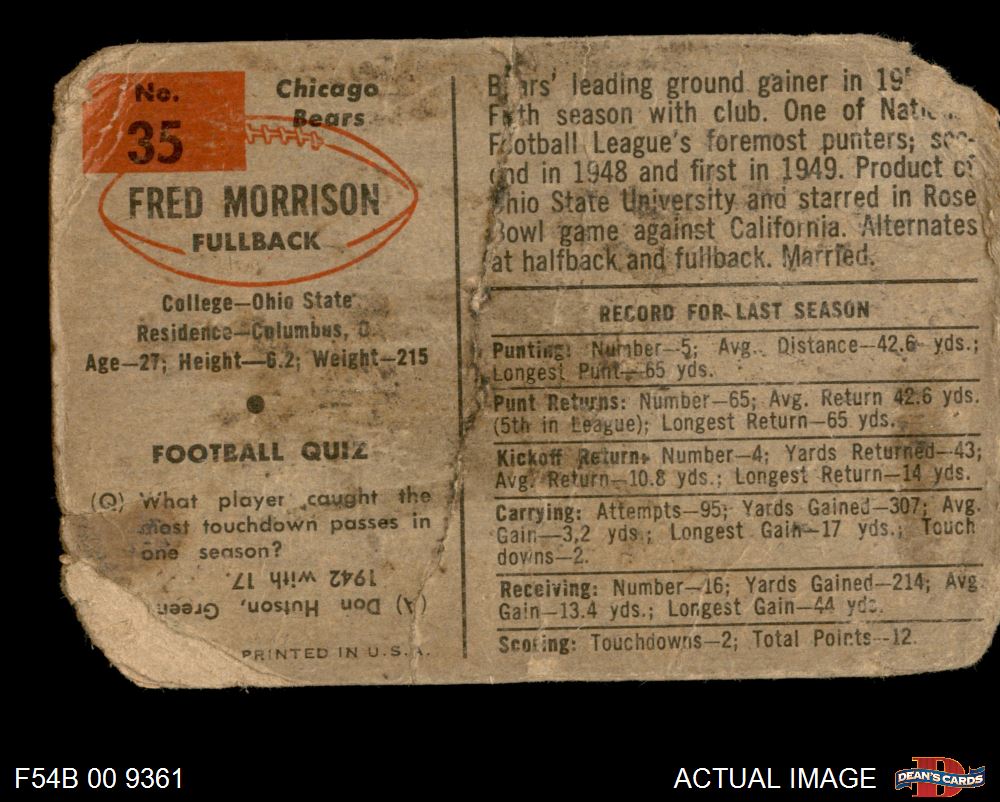 No.
35
Chicago
Bears
FRED MORRISON
FULLBACK
College—Ohio State
Residence—Columbus, O.
Age—27; Height—6.2; Weight—215
FOOTBALL QUIZ
(Q) What player caught the
most touchdown passes in
one season?
(A) Don Hutson, Green
1942 with 17.
PRINTED IN U.S.A.
Bears' leading ground gainer in
season with club. One of
Football League's foremost punters; sec-
ond in 1948 and first in 1949. Product of
Ohio State University and starred in Rose
Bowl game against California. Alternates
at halfback and fullback. Married.
RECORD FOR LAST SEASON
Punting: Number—5; Avg. Distance—42.6 yds.;
Longest Punt—65 yds.
Punt Returns: Number—65; Avg. Return 42.6 yds.
(5th in League); Longest Return—65 yds.
Kickoff Return: Number—4; Yards Returned—43;
Avg. Return—10.8 yds.; Longest Return—14 yds.
Carrying: Attempts—95; Yards Gained—307; Avg.
Gain—3.2 yds.; Longest Gain—17 yds.; Touch
downs—2.
Receiving: Number—16; Yards Gained—214; Avg
Gain—13.4 yds.; Longest Gain—44 yds.
Scoring: Touchdowns—2; Total Points—12.
F54B 00 9361
ACTUAL IMAGE
D
DEAN'S CARDS